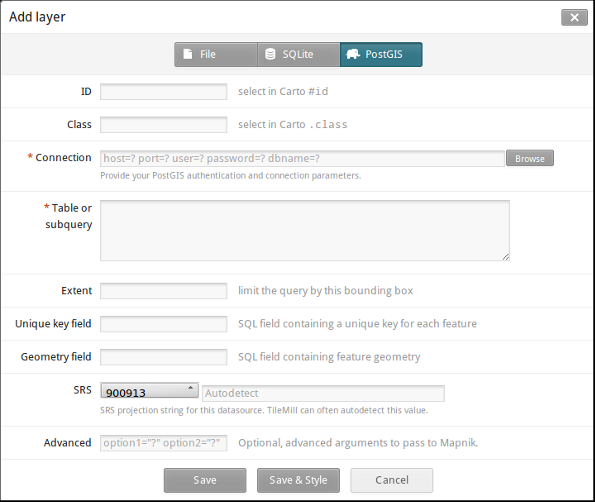 Add layer
File SQLite PostGIS
ID select in Carto #id
Class select in Carto .class
* Connection host=? port=? user=? password=? dbname=? Browse
Provide your PostGIS authentication and connection parameters.
* Table or
subquery
Extent limit the query by this bounding box
Unique key field SQL field containing a unique key for each feature
Geometry field SQL field containing feature geometry
SRS 900913 Autodetect
SRS projection string for this datasource. TileMill can often autodetect this value.
Advanced option1="?" option2="?" Optional, advanced arguments to pass to Mapnik.
Save Save & Style Cancel